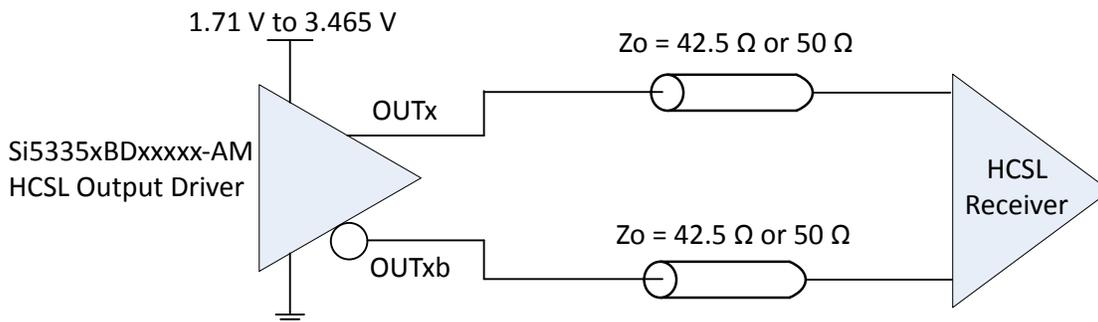 1.71 V to 3.465 V
Zo = 42.5 Ω or 50 Ω
OUTx
Si5335xBDxxxxx-AM
HCSL Output Driver
HCSL
Receiver
Zo = 42.5 Ω or 50 Ω
OUTxb